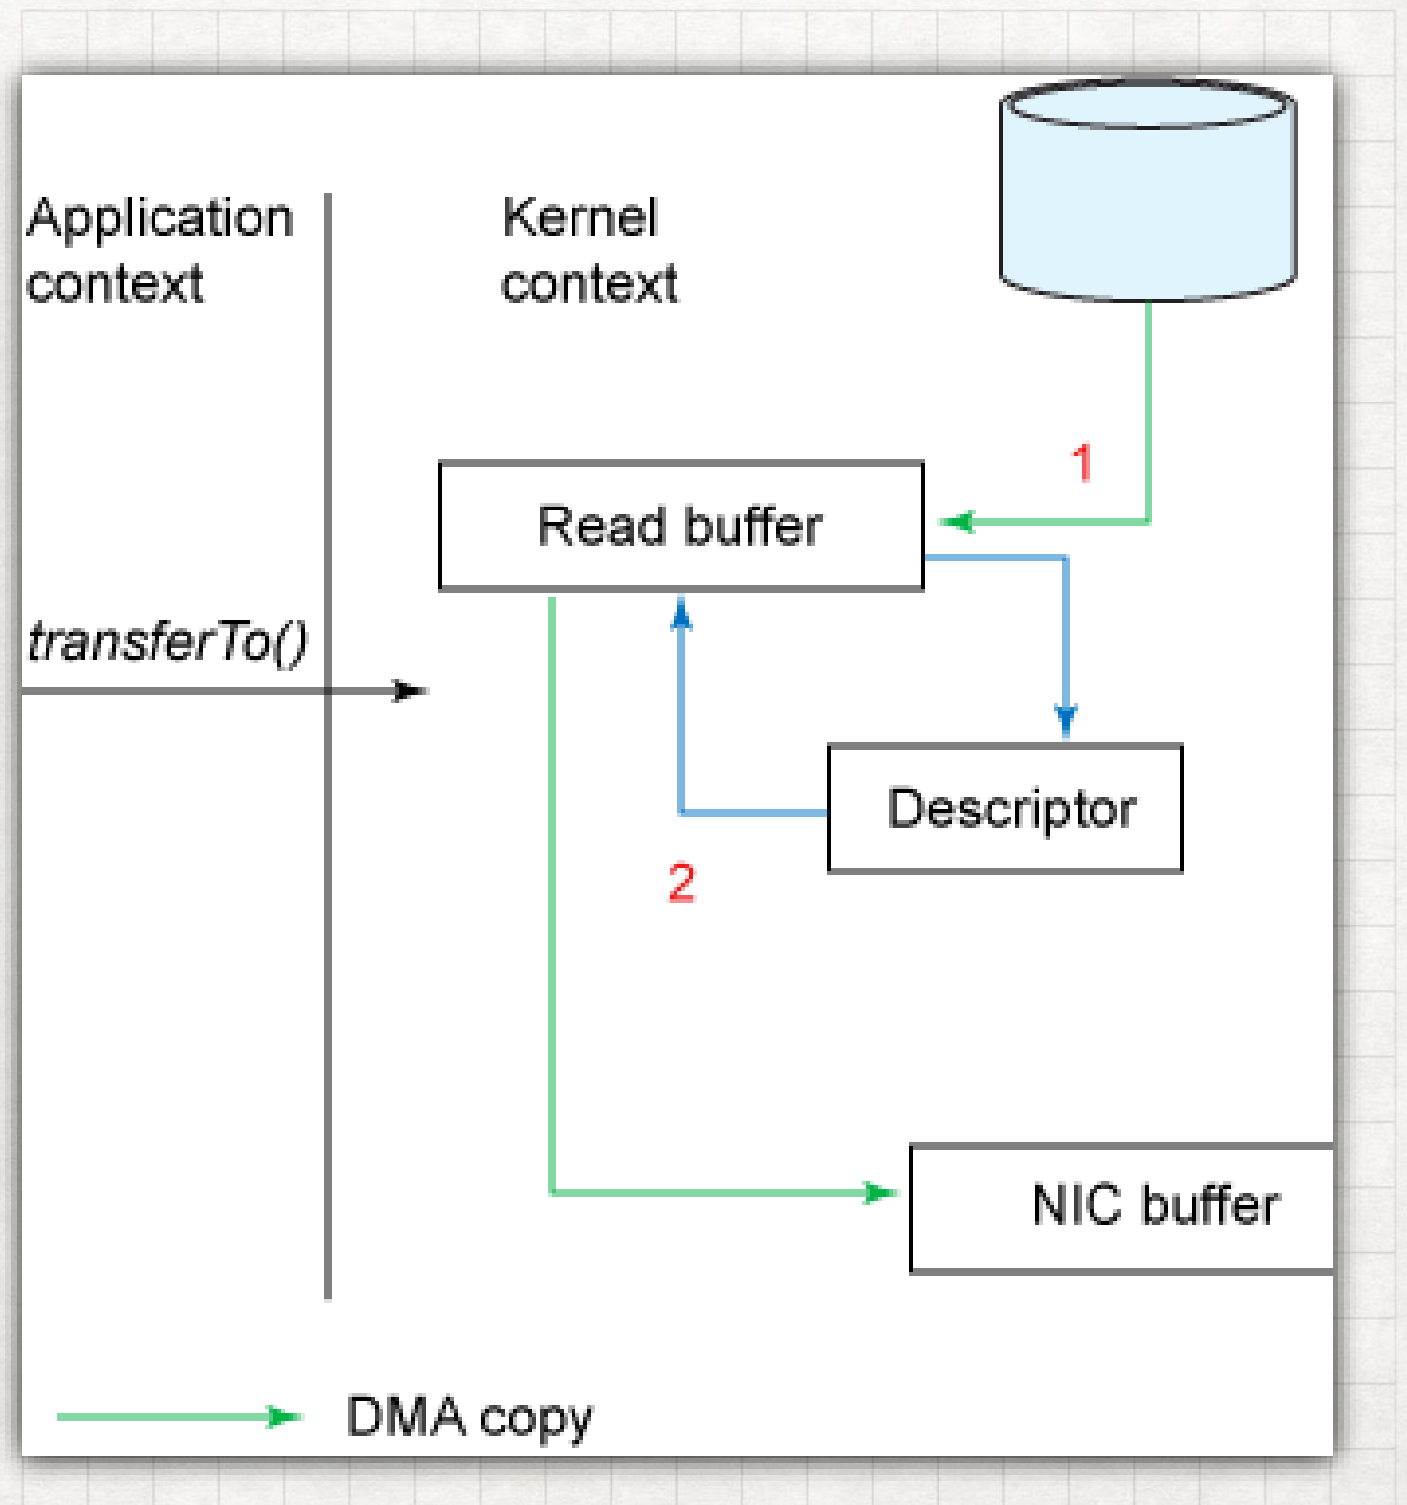 Application
context
Kernel
context
1
Read buffer
transferTo()
Descriptor
2
NIC buffer
DMA copy